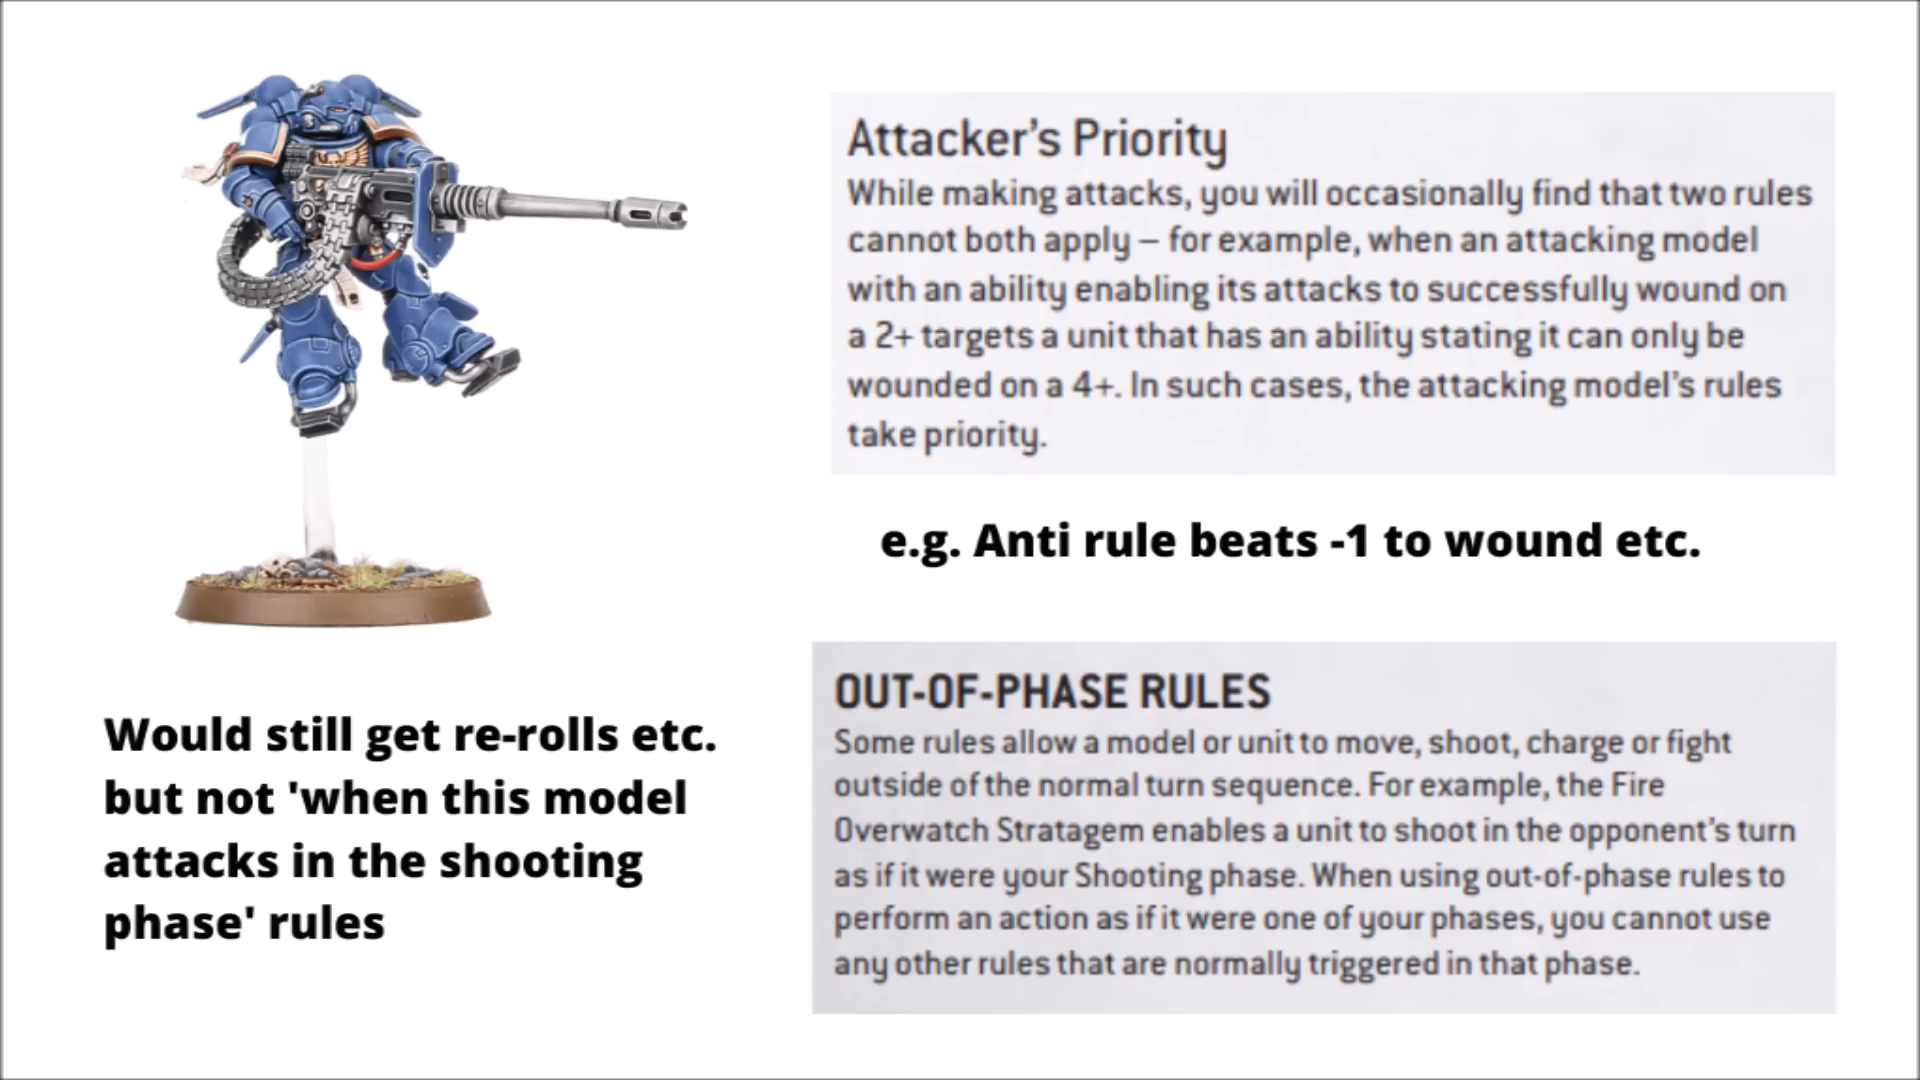 Attacker's Priority
While making attacks, you will occasionally find that two rules
cannot both apply – for example, when an attacking model
with an ability enabling its attacks to successfully wound on
a 2+ targets a unit that has an ability stating it can only be
wounded on a 4+. In such cases, the attacking model's rules
take priority.
e.g. Anti rule beats -1 to wound etc.
Would still get re-rolls etc.
but not 'when this model
attacks in the shooting
phase' rules
OUT-OF-PHASE RULES
Some rules allow a model or unit to move, shoot, charge or fight
outside of the normal turn sequence. For example, the Fire
Overwatch Stratagem enables a unit to shoot in the opponent's turn
as if it were your Shooting phase. When using out-of-phase rules to
perform an action as if it were one of your phases, you cannot use
any other rules that are normally triggered in that phase.